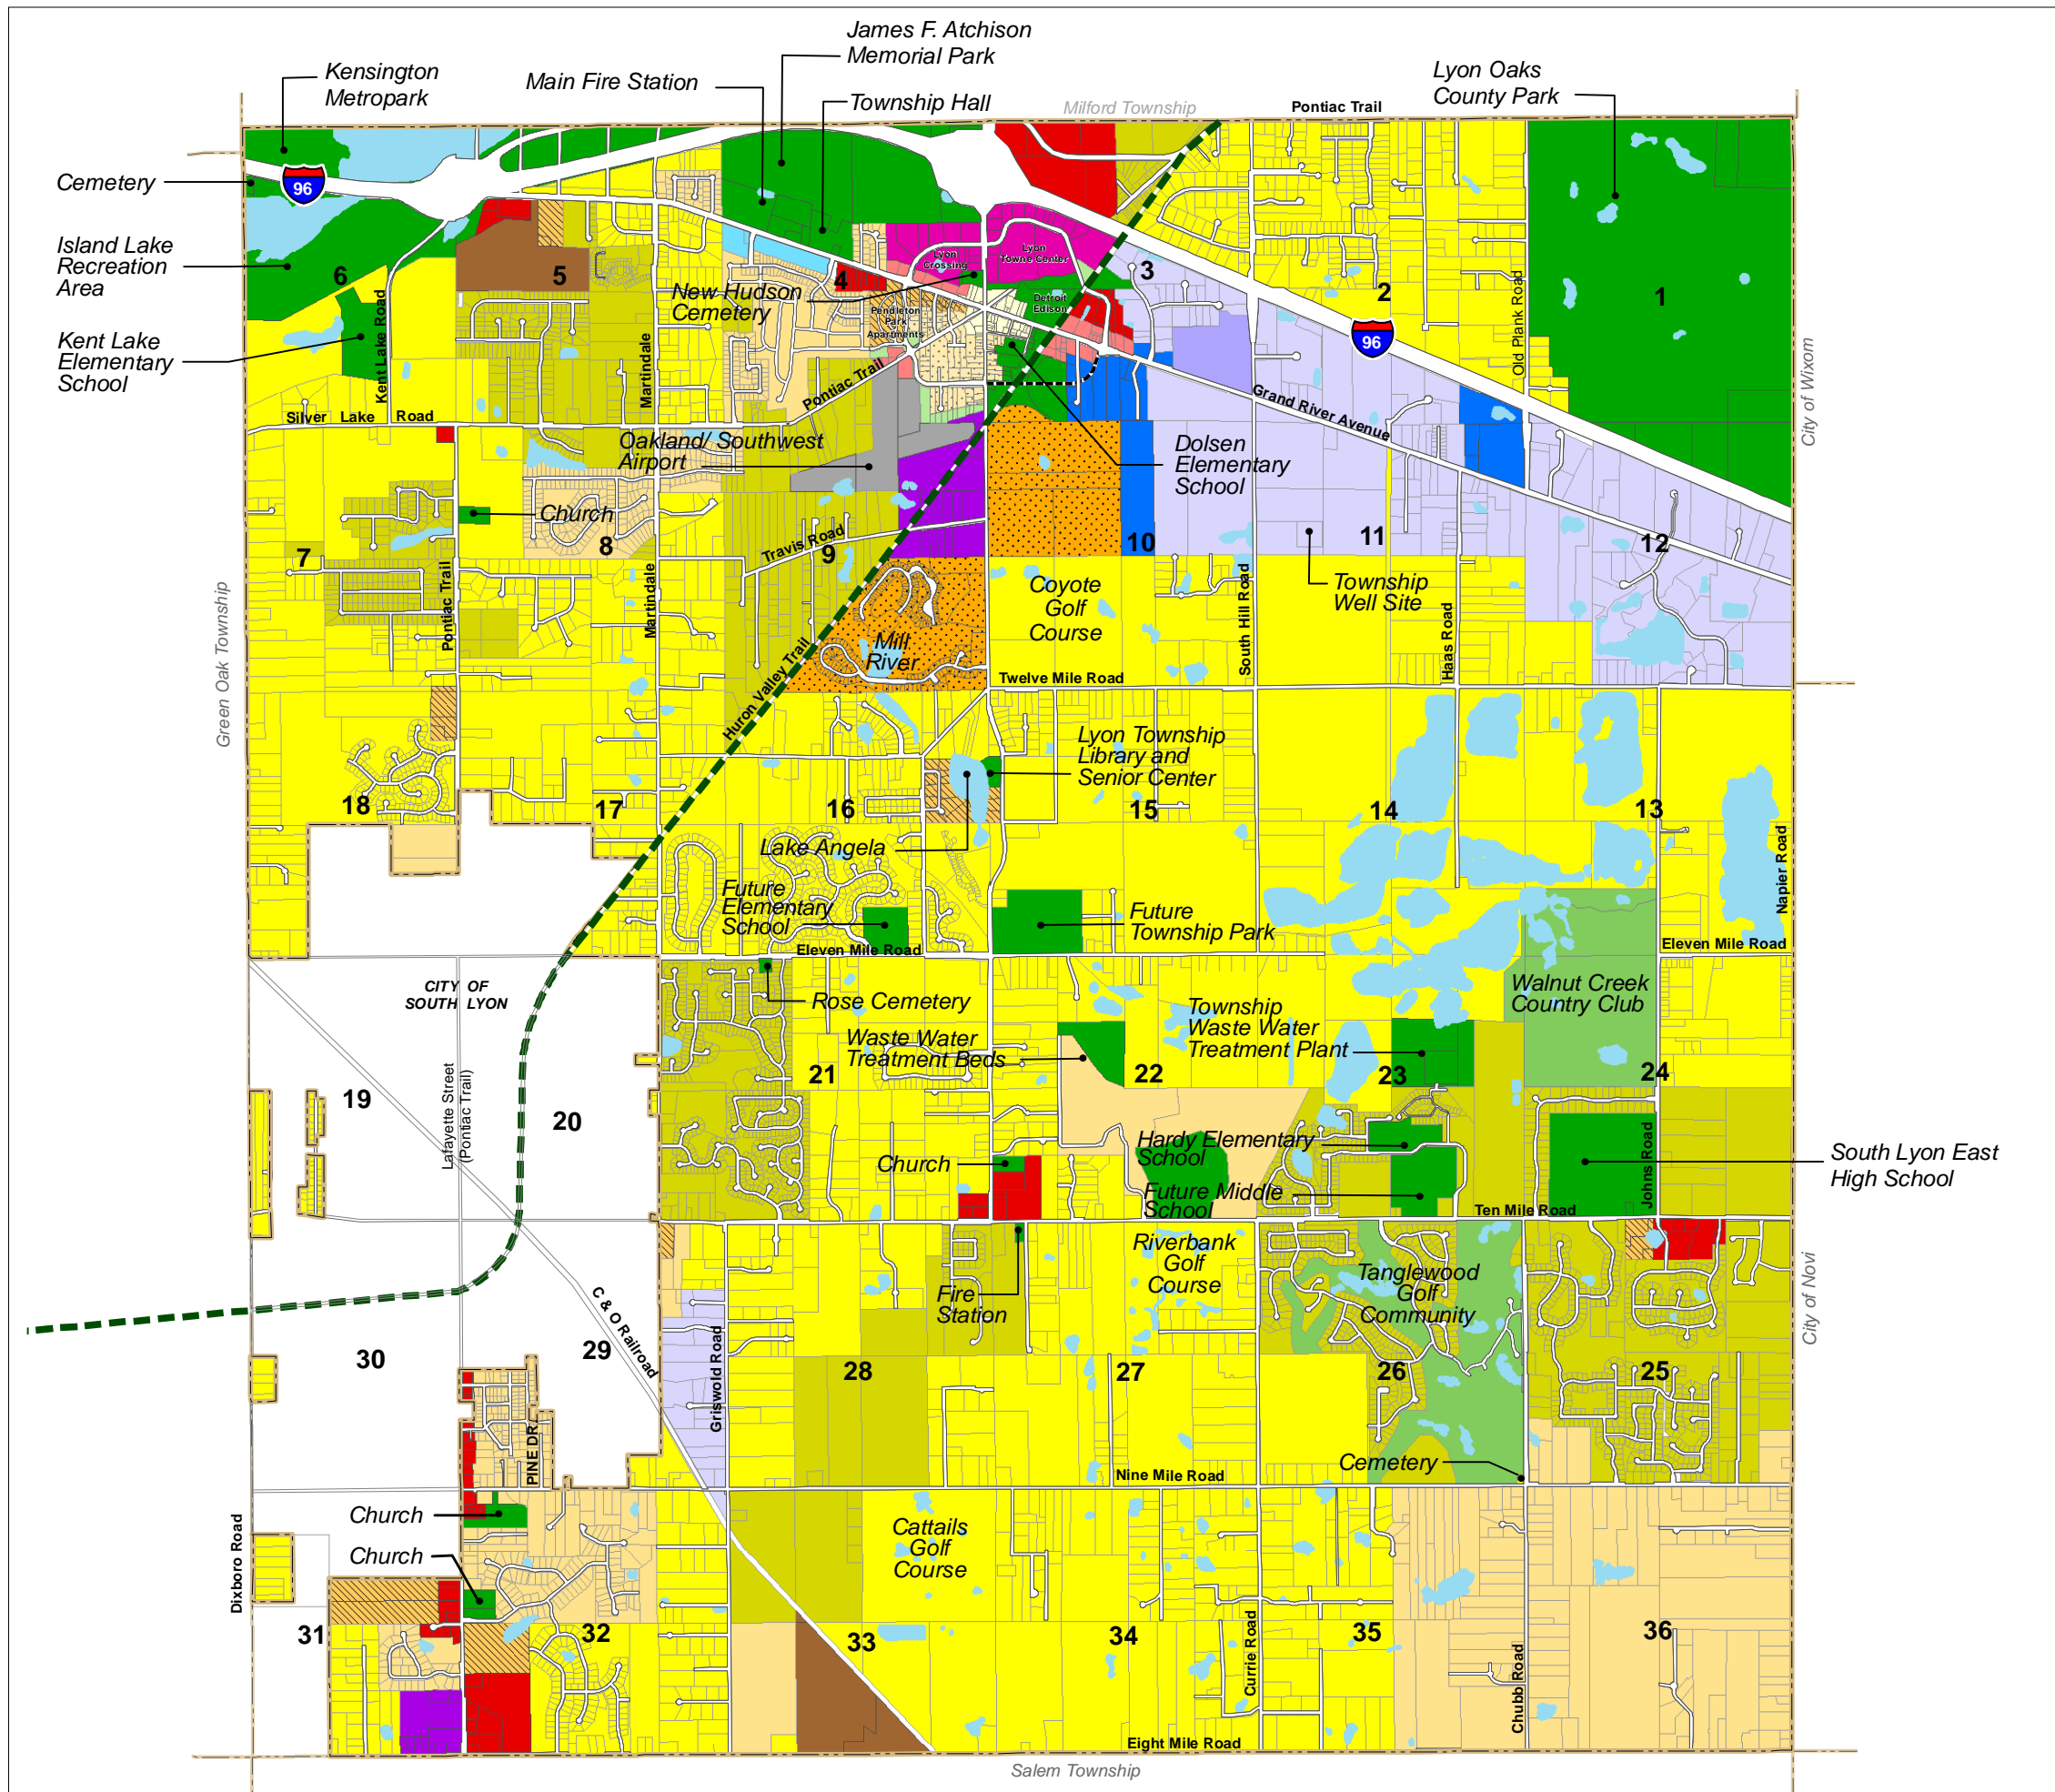 James F. Atchison
Memorial Park
Kensington
Metropark
Main Fire Station
Township Hall
Lyon Oaks
County Park
Milford Township
Pontiac Trail
Cemetery
96
Island Lake
Recreation
Area
Kent Lake
Elementary
School
6
5
4
3
2
1
Lyon
Crossing
Lyon
Towne Center
New Hudson
Cemetery
Detroit
Edison
Pendleton
Park
Apartments
96
Kent Lake Road
Martindale
Pontiac Trail
Old Plank Road
City of Wixom
Silver Lake Road
Grand River Avenue
Oakland/ Southwest
Airport
Dolsen
Elementary
School
Church
7
8
9
10
11
12
Travis Road
Township
Well Site
Coyote
Golf
Course
Green Oak Township
Pontiac Trail
Martindale
South Hill Road
Haas Road
Mill
River
Huron Valley Trail
Twelve Mile Road
Lyon Township
Library and
Senior Center
18
17
16
15
14
13
Lake Angela
Napier Road
Future
Elementary
School
Future
Township Park
Eleven Mile Road
Eleven Mile Road
CITY OF
SOUTH LYON
Rose Cemetery
Walnut Creek
Country Club
Waste Water
Treatment Beds
Township
Waste Water
Treatment Plant
19
20
21
22
23
24
Lafayette Street
(Pontiac Trail)
Hardy Elementary
School
Church
Future Middle
School
Johns Road
South Lyon East
High School
Ten Mile Road
Riverbank
Golf
Course
Tanglewood
Golf
Community
Fire
Station
City of Novi
C & O Railroad
Griswold Road
30
29
28
27
26
25
PINE DR
Cemetery
Nine Mile Road
Church
Church
Cattails
Golf
Course
Dixboro Road
31
32
33
34
35
36
Currie Road
Chubb Road
Eight Mile Road
Salem Township